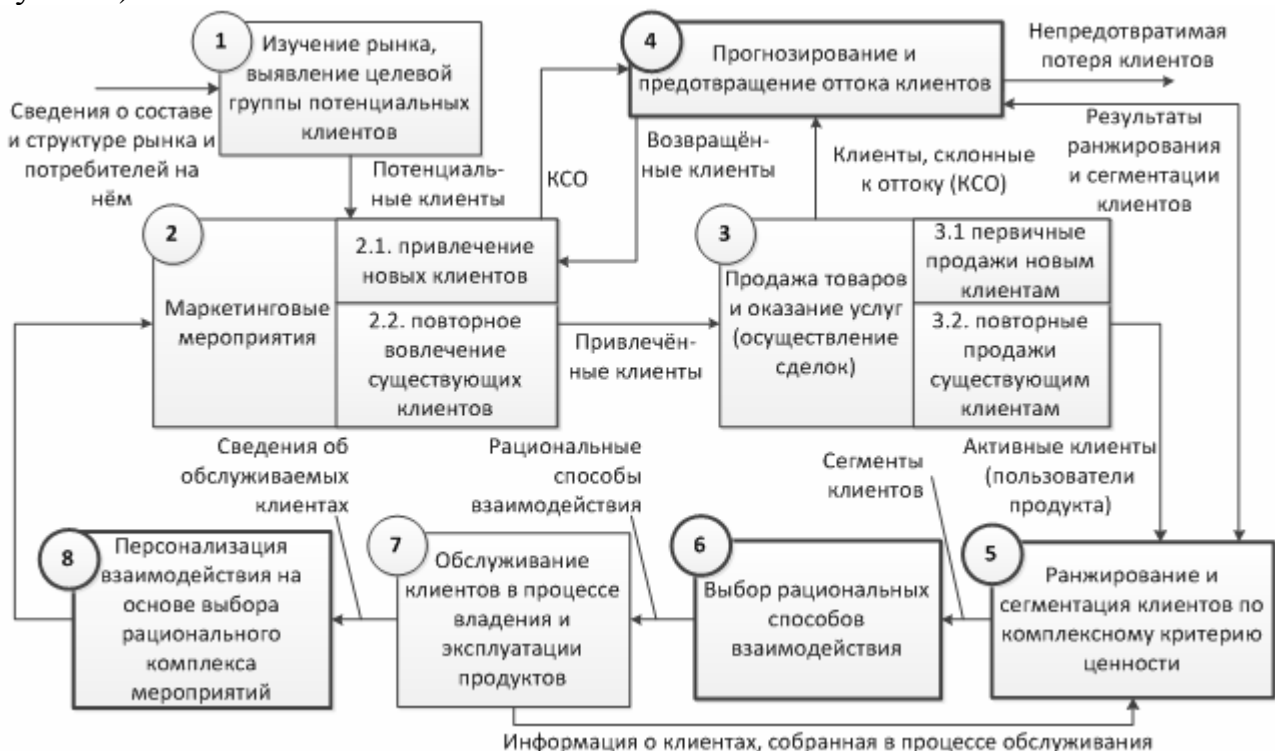 1
Изучение рынка,
выявление целевой
группы потенциальных
клиентов
4
Прогнозирование и
предотвращение оттока клиентов
Непредотвратимая
потеря клиентов
Сведения о составе
и структуре рынка и
потребителей на
нём
Потенциаль-
ные клиенты
КСО
Возвращён-
ные клиенты
Клиенты, склонные
к оттоку (КСО)
Результаты
ранжирования
и сегментации
клиентов
2
Маркетинговые
мероприятия
2.1. привлечение
новых клиентов
2.2. повторное
вовлечение
существующих
клиентов
Привлечён-
ные клиенты
3
Продажа товаров
и оказание услуг
(осуществление
сделок)
3.1 первичные
продажи новым
клиентам
3.2. повторные
продажи
существующим
клиентам
Сведения об
обслуживаемых
клиентах
Рациональные
способы
взаимодействия
Сегменты
клиентов
Активные клиенты
(пользователи
продукта)
8
Персонализация
взаимодействия на
основе выбора
рационального
комплекса
мероприятий
7
Обслуживание
клиентов в процессе
владения и
эксплуатации
продуктов
6
Выбор рациональных
способов
взаимодействия
5
Ранжирование и
сегментация клиентов по
комплексному критерию
ценности
Информация о клиентах, собранная в процессе обслуживания